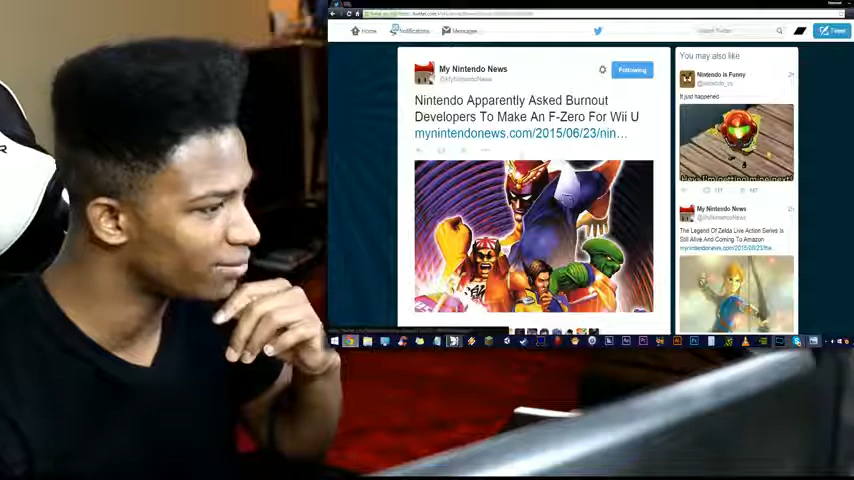 Home
Notifications
Messages
Search Twitter
Tweet
My Nintendo News
@MyNintendoNews
Following
Nintendo Apparently Asked Burnout
Developers To Make An F-Zero For Wii U
mynintendonews.com/2015/06/23/nin…
You may also like
Nintendo is Funny
It just happened
My Nintendo News
@MyNintendoNews
The Legend Of Zelda Live Action Series Is
Still Alive And Coming To Amazon
mynintendonews.com/2015/06/23/the…